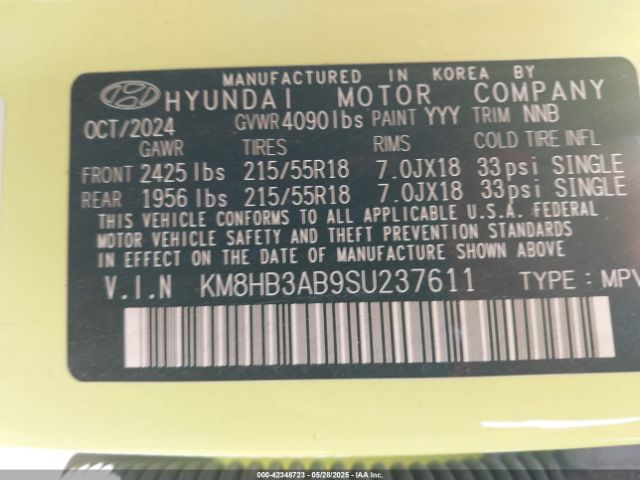 MANUFACTURED IN KOREA BY
HYUNDAI MOTOR COMPANY
OCT/2024 GVWR 4090 lbs PAINT YYY TRIM NNB
GAWR TIRES RIMS COLD TIRE INFL
FRONT 2425 lbs 215/55R18 7.0JX18 33 psi SINGLE
REAR 1956 lbs 215/55R18 7.0JX18 33 psi SINGLE
THIS VEHICLE CONFORMS TO ALL APPLICABLE U.S.A. FEDERAL
MOTOR VEHICLE SAFETY AND THEFT PREVENTION STANDARDS
IN EFFECT ON THE DATE OF MANUFACTURE SHOWN ABOVE.
V.I.N KM8HB3AB9SU237611 TYPE : MPV
000-42348723 05/28/2025 IAA Inc.